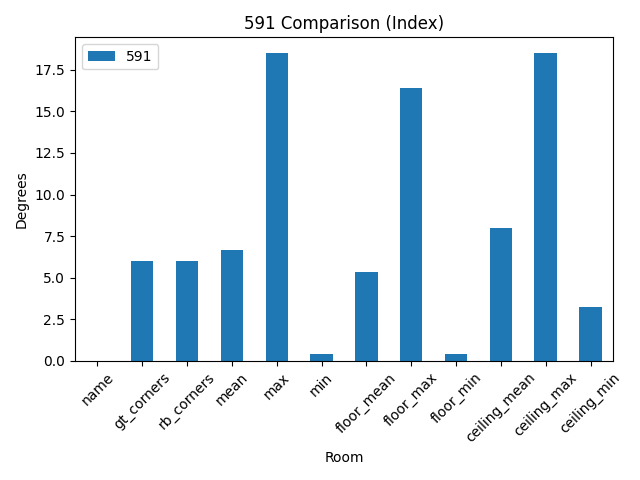 591 Comparison (Index)
591
17.5
15.0
12.5
10.0
7.5
5.0
2.5
0.0
Degrees
name
gt_corners
rb_corners
mean
max
min
floor_mean
floor_max
floor_min
ceiling_mean
ceiling_max
ceiling_min
Room